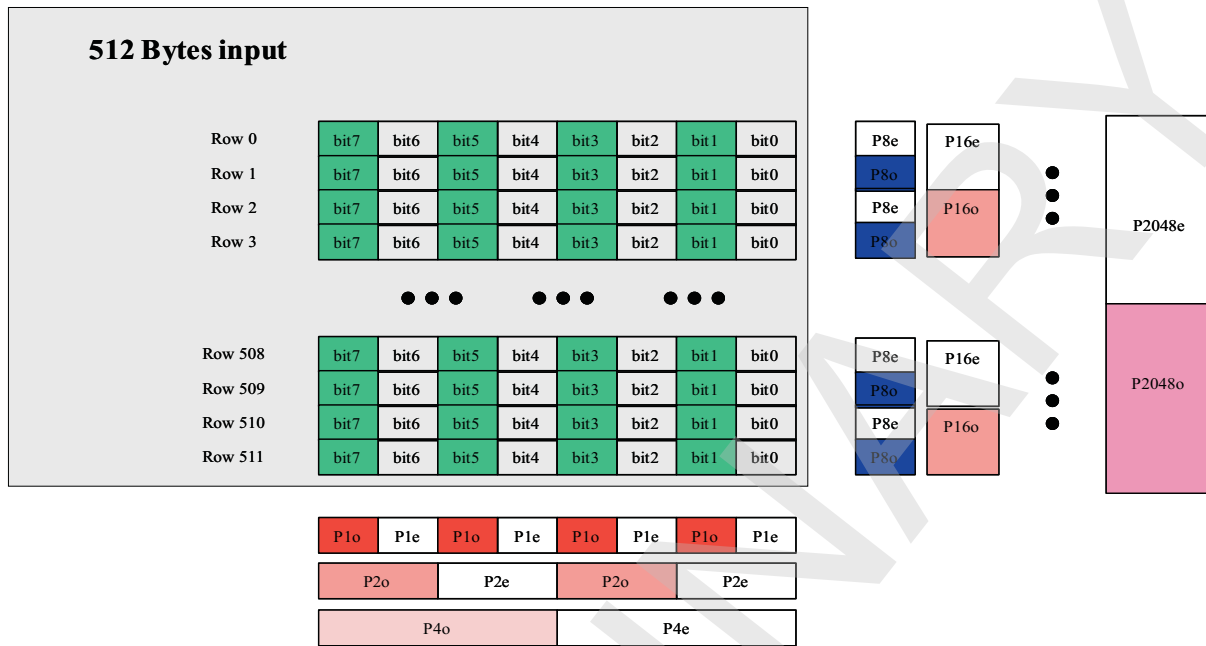 512 Bytes input
Row 0 bit7 bit6 bit5 bit4 bit3 bit2 bit1 bit0 P8e P16e
Row 1 bit7 bit6 bit5 bit4 bit3 bit2 bit1 bit0 P8o
Row 2 bit7 bit6 bit5 bit4 bit3 bit2 bit1 bit0 P8e P16o P2048e
Row 3 bit7 bit6 bit5 bit4 bit3 bit2 bit1 bit0 P8o
Row 508 bit7 bit6 bit5 bit4 bit3 bit2 bit1 bit0 P8e P16e
Row 509 bit7 bit6 bit5 bit4 bit3 bit2 bit1 bit0 P8o P2048o
Row 510 bit7 bit6 bit5 bit4 bit3 bit2 bit1 bit0 P8e P16o
Row 511 bit7 bit6 bit5 bit4 bit3 bit2 bit1 bit0 P8o
P1o P1e P1o P1e P1o P1e P1o P1e
P2o P2e P2o P2e
P4o P4e
INARY